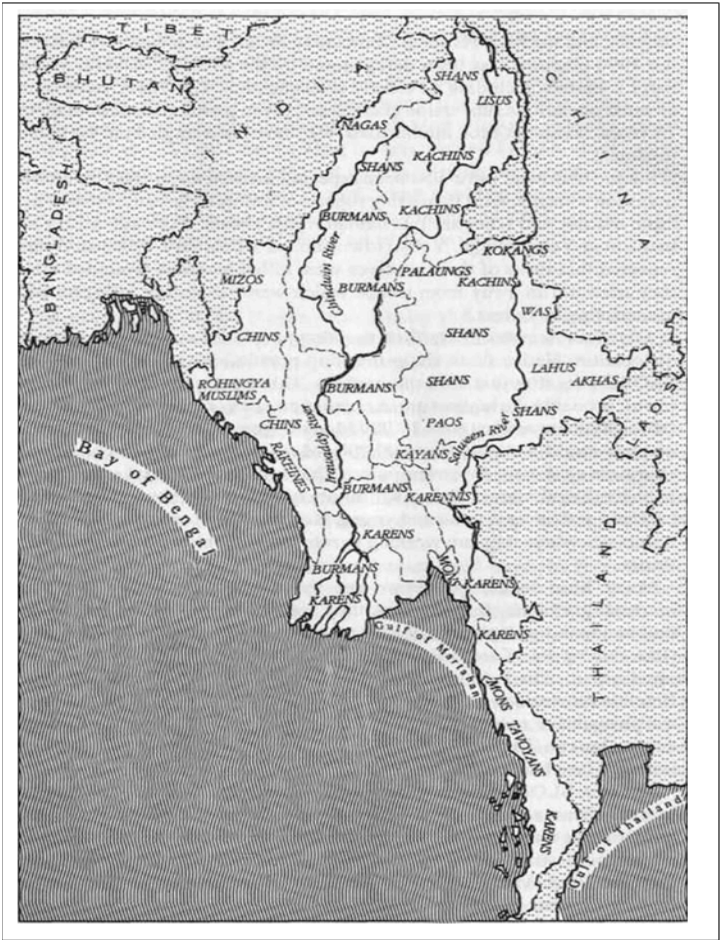 TIBET
BHUTAN
INDIA
CHINA
BANGLADESH
SHANS
LISUS
NAGAS
SHANS
KACHINS
BURMANS
KACHINS
Chindwin River
KOKANGS
MIZOS
PALAUNGS
KACHINS
BURMANS
WAS
CHINS
SHANS
LAHUS
AKHAS
ROHINGYA
MUSLIMS
BURMANS
SHANS
LAOS
SHANS
CHINS
Irrawaddy River
PAOS
Salween River
RAKHINES
KAYANS
Bay of Bengal
BURMANS
KARENNIS
KARENS
BURMANS
MONS
KARENS
KARENS
Gulf of Martaban
KARENS
THAILAND
MONS
TAVOYANS
KARENS
Gulf of Thailand